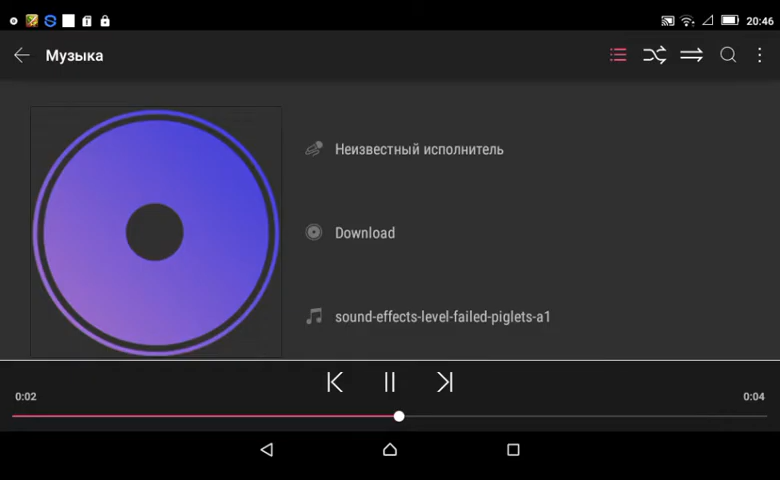 20:46
Музыка
Неизвестный исполнитель
Download
sound-effects-level-failed-piglets-a1
0:02
0:04